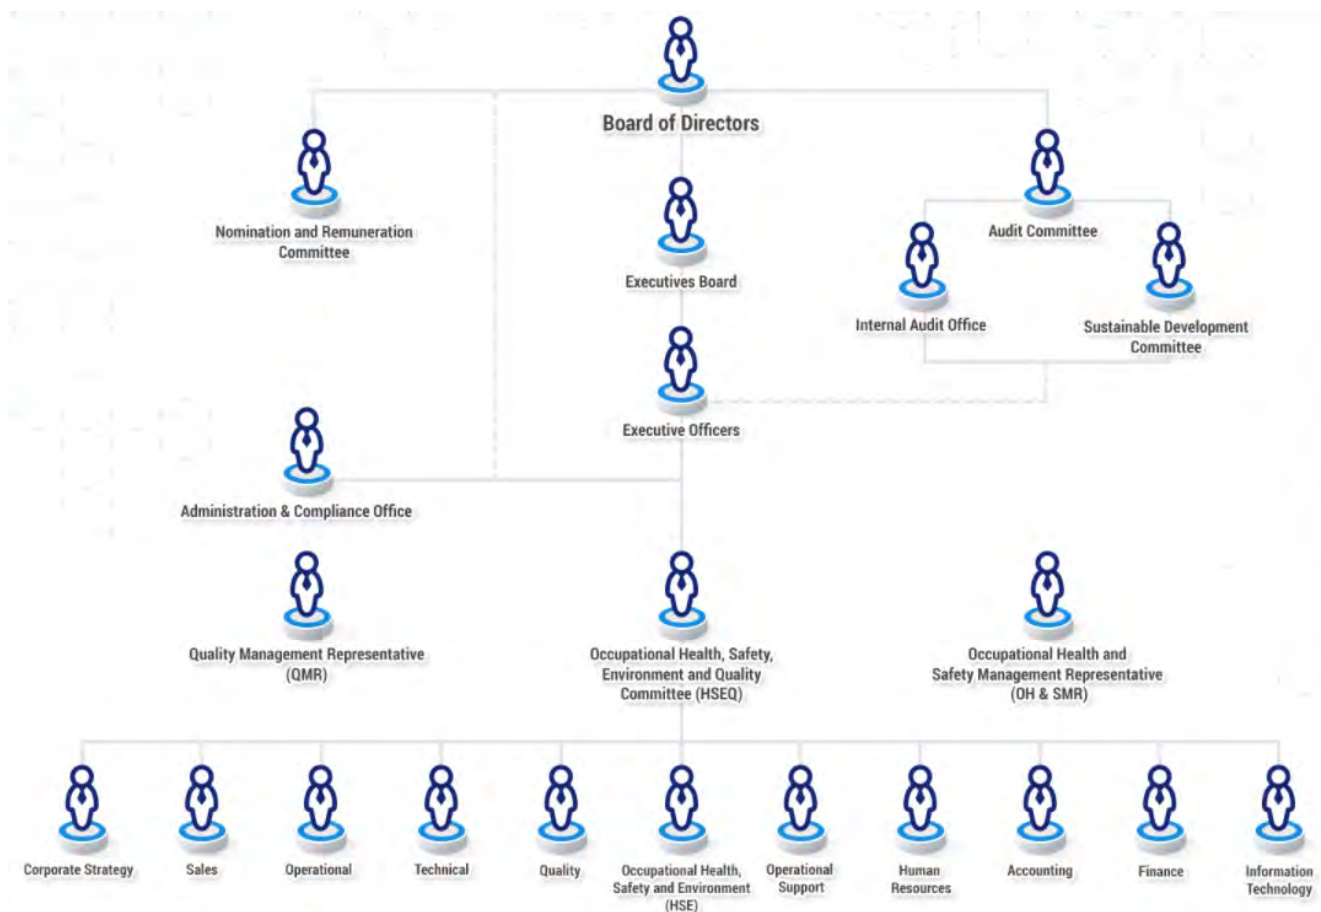 Board of Directors
Nomination and Remuneration
Committee
Executives Board
Audit Committee
Internal Audit Office
Sustainable Development
Committee
Executive Officers
Administration & Compliance Office
Quality Management Representative
(QMR)
Occupational Health, Safety,
Environment and Quality
Committee (HSEQ)
Occupational Health and
Safety Management Representative
(OH & SMR)
Corporate Strategy
Sales
Operational
Technical
Quality
Occupational Health,
Safety and Environment
(HSE)
Operational
Support
Human
Resources
Accounting
Finance
Information
Technology